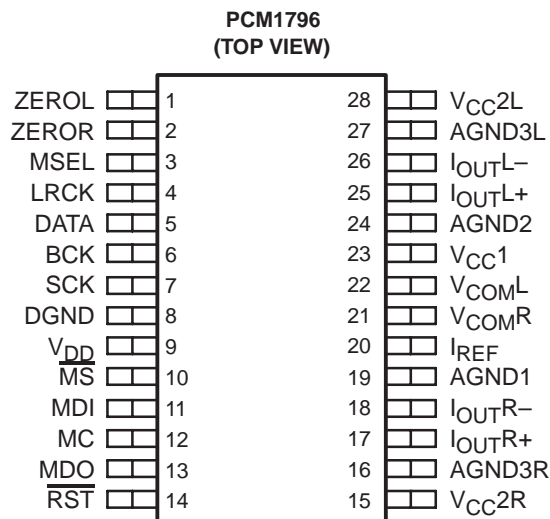 PCM1796
(TOP VIEW)
ZEROL 1 28 VCC2L
ZEROR 2 27 AGND3L
MSEL 3 26 IOUTL–
LRCK 4 25 IOUTL+
DATA 5 24 AGND2
BCK 6 23 VCC1
SCK 7 22 VCOML
DGND 8 21 VCOMR
VDD 9 20 IREF
MS 10 19 AGND1
MDI 11 18 IOUTR–
MC 12 17 IOUTR+
MDO 13 16 AGND3R
RST 14 15 VCC2R